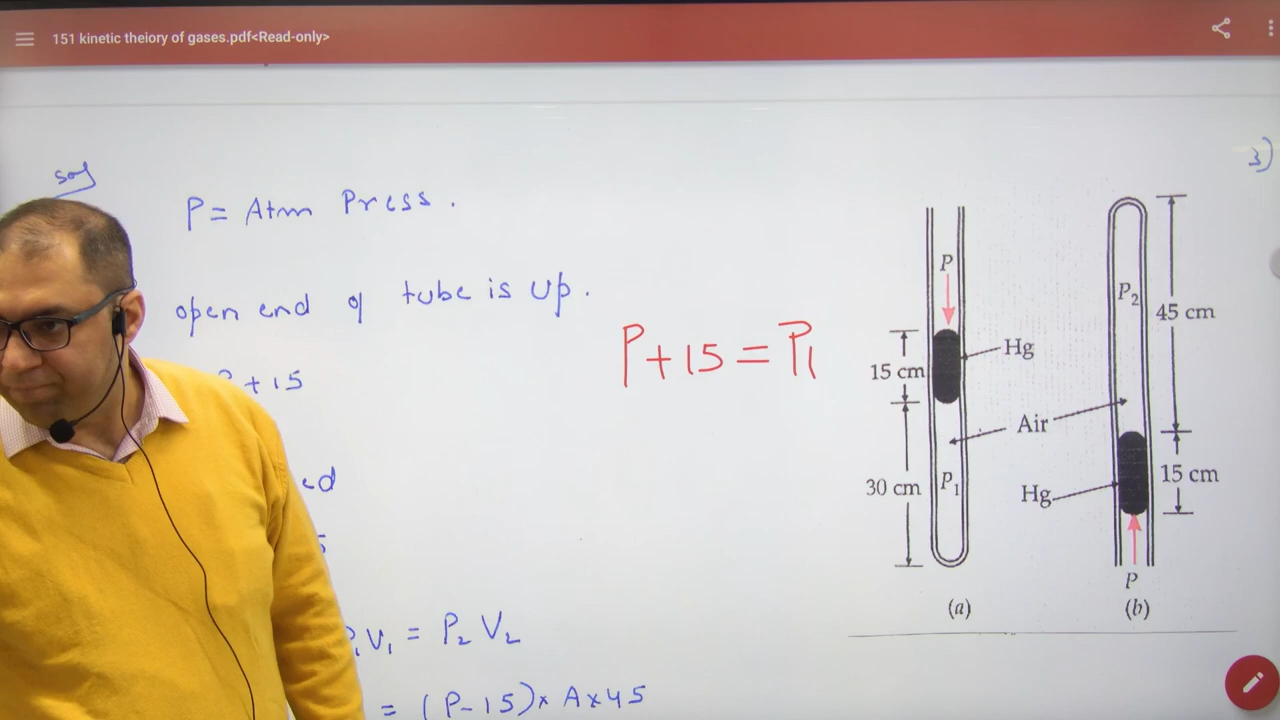 151 kinetic theiory of gases.pdf<Read-only>
sol
3)
P = Atm Press.
open end of tube is up.
+ 15
P + 15 = P1
ed
P1V1 = P2 V2
= (P-15) x A x 45
P
15 cm
Hg
Air
30 cm
P1
(a)
P2
45 cm
Hg
15 cm
P
(b)